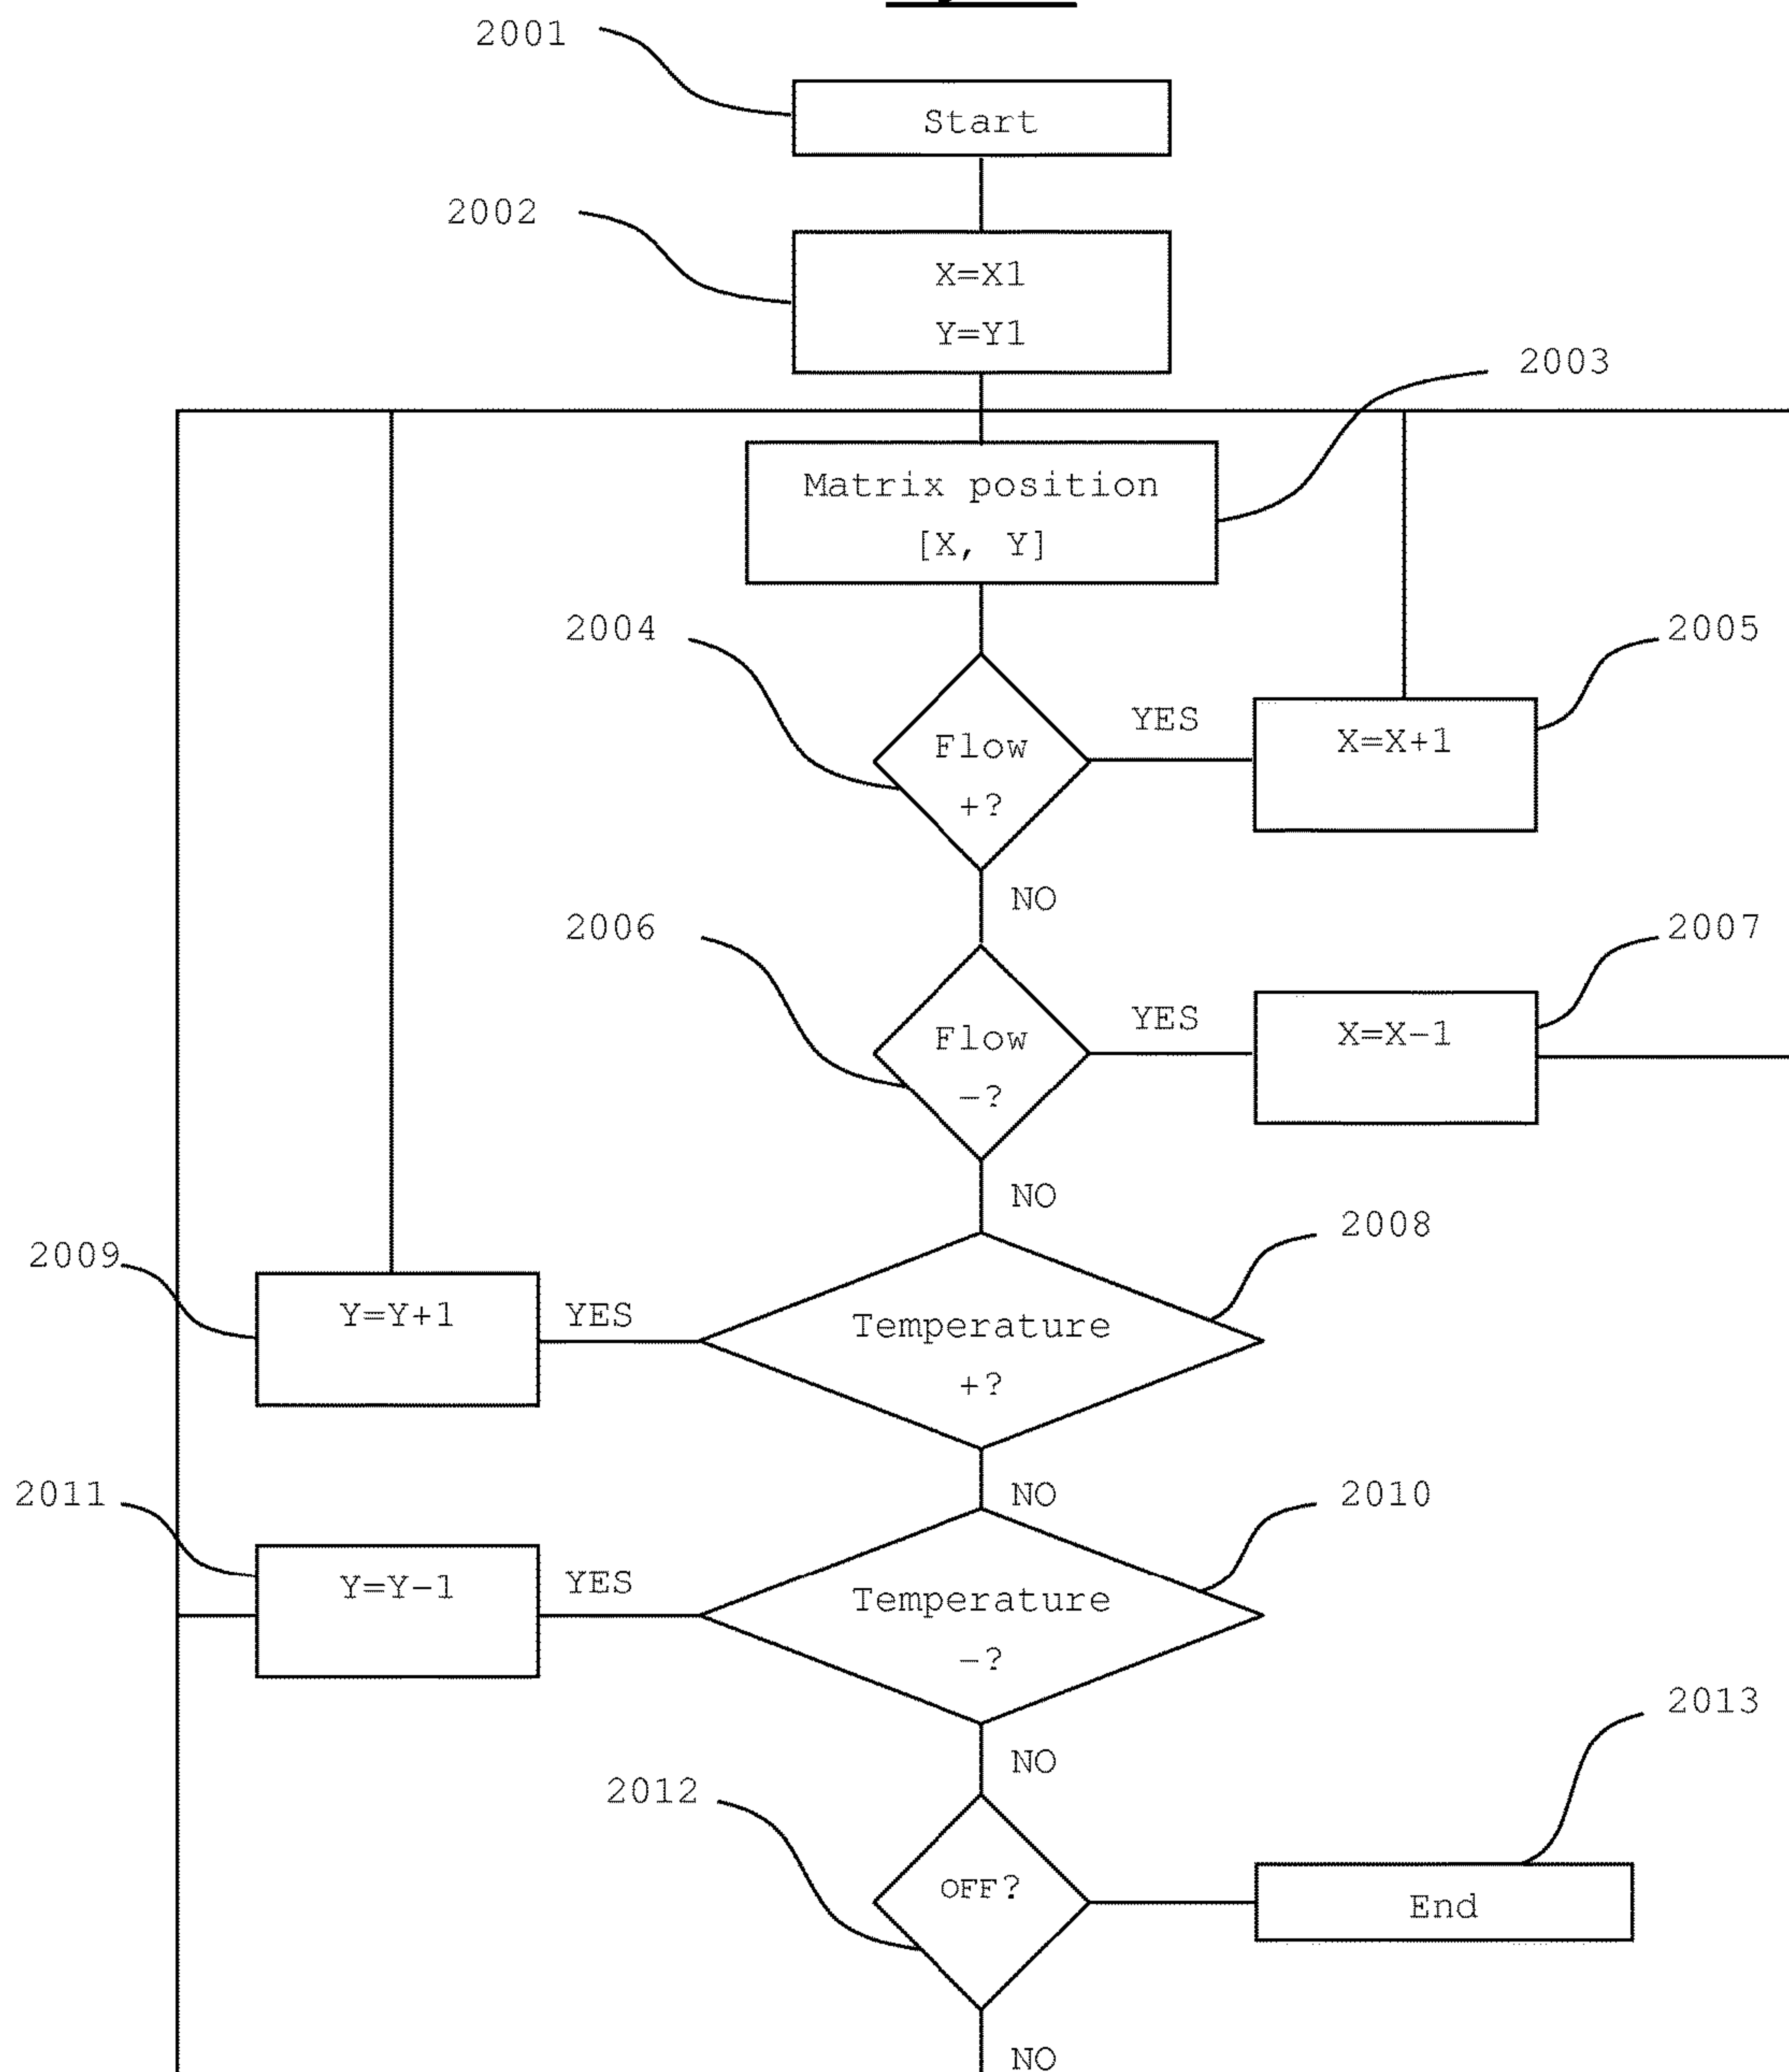 2001
Start
2002
X=X1
Y=Y1
2003
Matrix position
[X, Y]
2004
2005
Flow
+?
YES
X=X+1
NO
2006
2007
Flow
-?
YES
X=X-1
NO
2008
2009
Y=Y+1
YES
Temperature
+?
NO
2011
2010
Y=Y-1
YES
Temperature
-?
NO
2013
2012
OFF?
End
NO